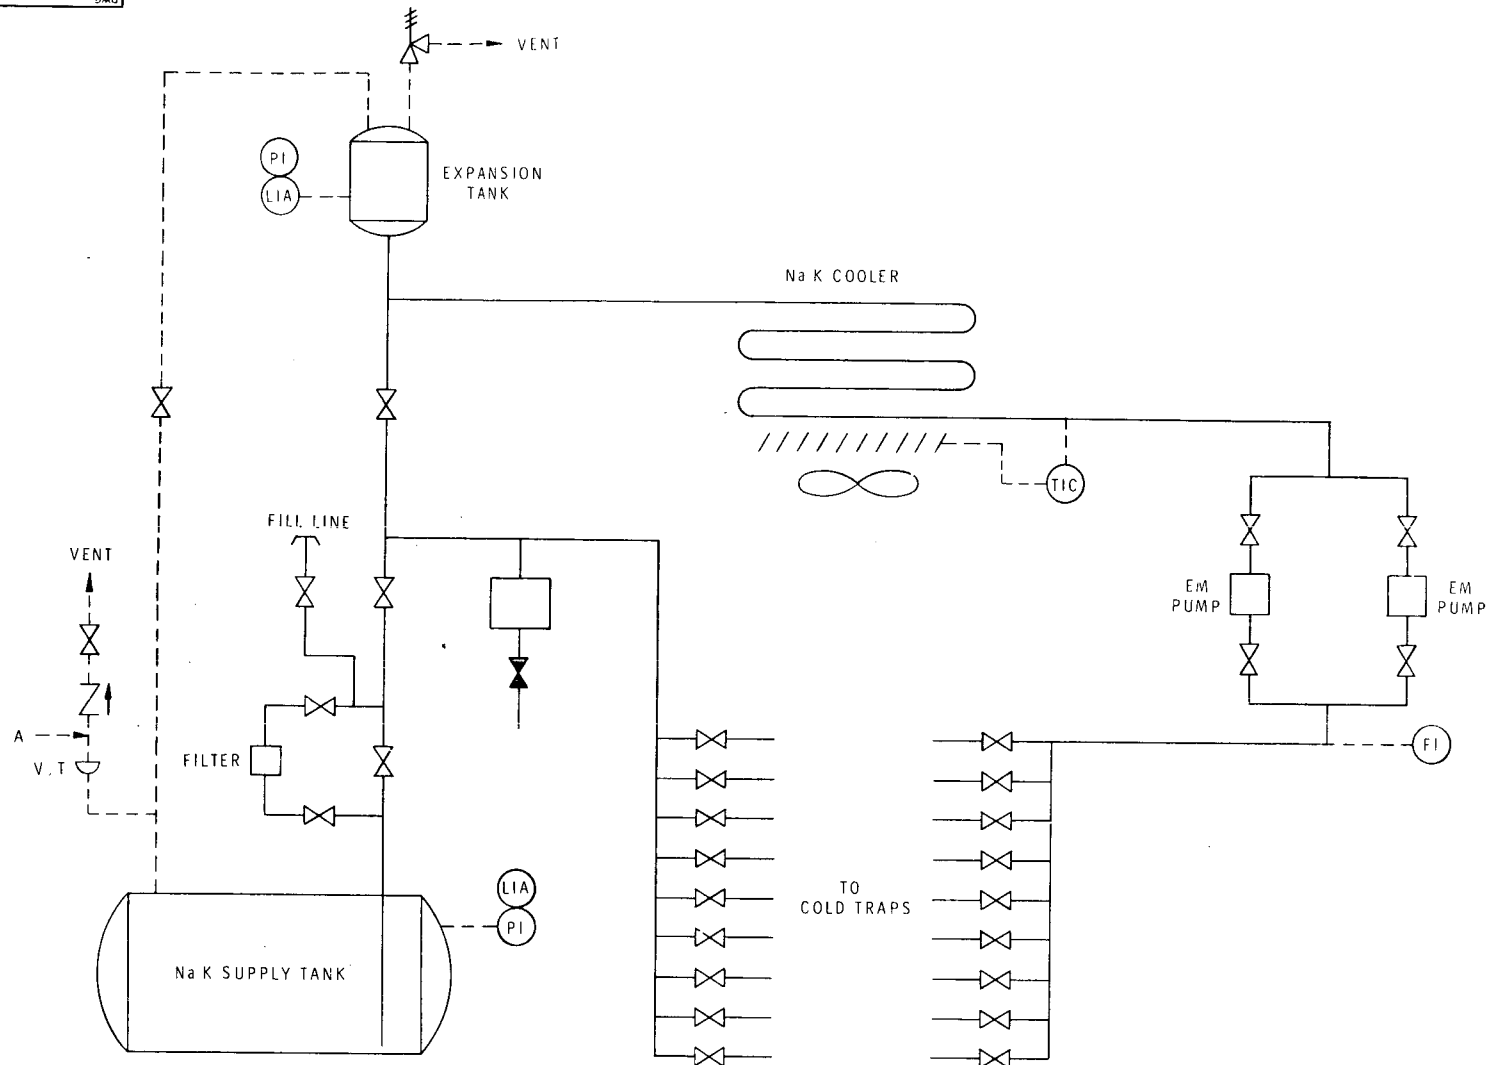 VENT
PI
LIA
EXPANSION
TANK
Na K COOLER
TIC
FILL LINE
VENT
EM
PUMP
EM
PUMP
A
V.T
FILTER
FI
LIA
PI
TO
COLD TRAPS
Na K SUPPLY TANK